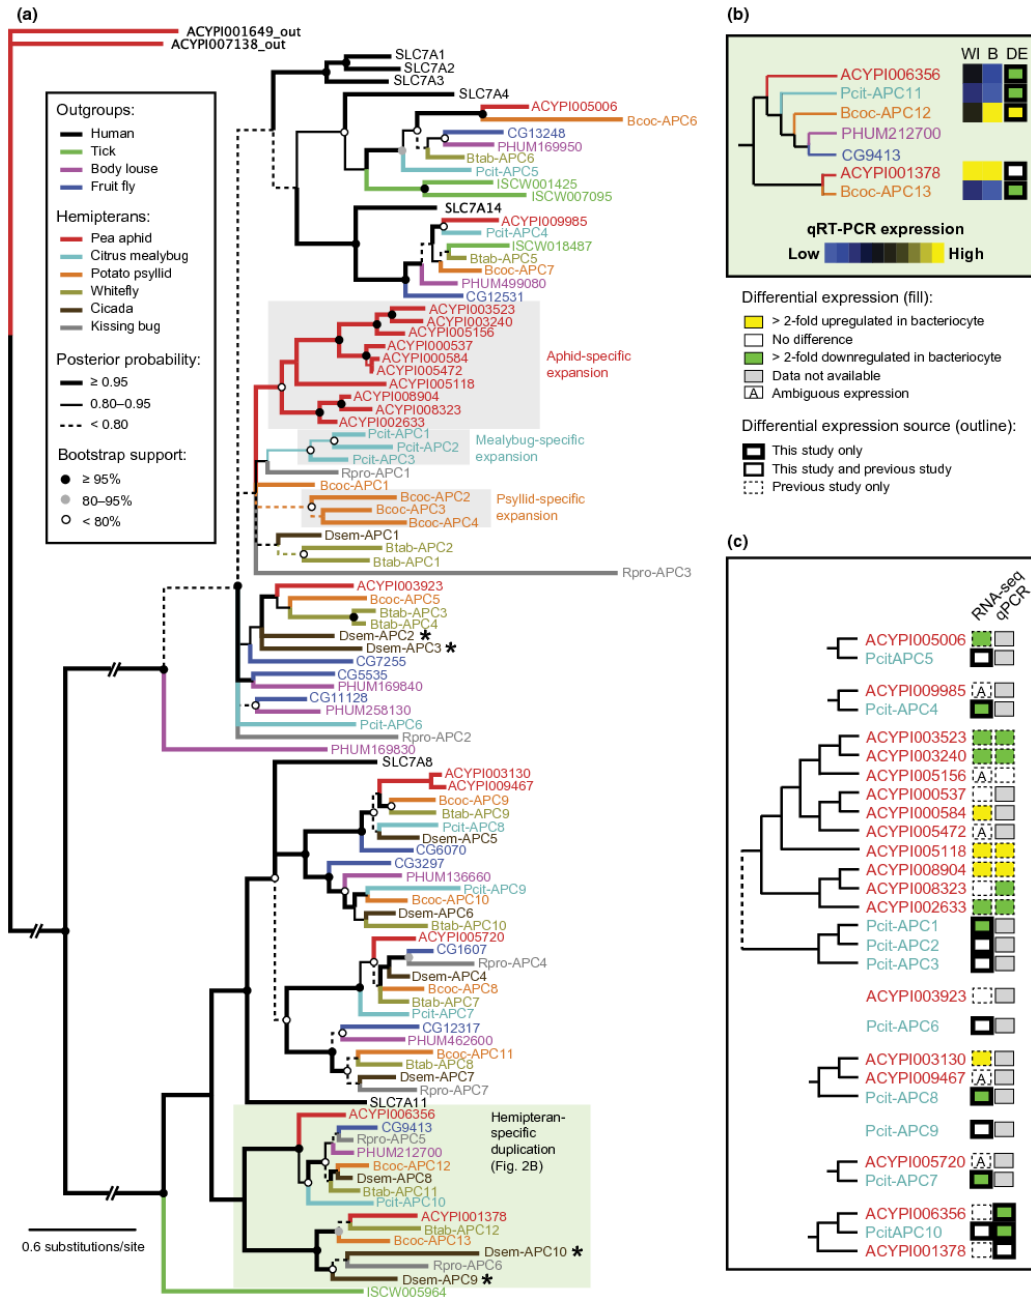 (a)
ACYPI001649_out
ACYPI007138_out
Outgroups:
Human
Tick
Body louse
Fruit fly
Hemipterans:
Pea aphid
Citrus mealybug
Potato psyllid
Whitefly
Cicada
Kissing bug
Posterior probability:
≥ 0.95
0.80–0.95
< 0.80
Bootstrap support:
≥ 95%
80–95%
< 80%
SLC7A1
SLC7A2
SLC7A3
SLC7A4
ACYPI005006
Bcoc-APC6
CG13248
PHUM169950
Btab-APC6
Pcit-APC5
ISCW001425
ISCW007095
SLC7A14
ACYPI009985
Pcit-APC4
ISCW018487
Btab-APC5
Bcoc-APC7
PHUM499080
CG12531
ACYPI003523
ACYPI003240
ACYPI005156
ACYPI000537
ACYPI000584
ACYPI005472
ACYPI005118
ACYPI008904
ACYPI008323
ACYPI002633
Aphid-specific
expansion
Pcit-APC1
Pcit-APC2
Pcit-APC3
Mealybug-specific
expansion
Rpro-APC1
Bcoc-APC1
Bcoc-APC2
Bcoc-APC3
Bcoc-APC4
Psyllid-specific
expansion
Dsem-APC1
Btab-APC2
Btab-APC1
Rpro-APC3
ACYPI003923
Bcoc-APC5
Btab-APC3
Btab-APC4
Dsem-APC2 *
Dsem-APC3 *
CG7255
CG5535
PHUM169840
CG11128
PHUM258130
Pcit-APC6
Rpro-APC2
PHUM169830
SLC7A8
ACYPI003130
ACYPI009467
Bcoc-APC9
Btab-APC9
Pcit-APC8
Dsem-APC5
CG6070
CG3297
PHUM136660
Pcit-APC9
Bcoc-APC10
Dsem-APC6
Btab-APC10
ACYPI005720
CG1607
Rpro-APC4
Dsem-APC4
Bcoc-APC8
Btab-APC7
Pcit-APC7
CG12317
PHUM462600
Bcoc-APC11
Btab-APC8
Dsem-APC7
Rpro-APC7
SLC7A11
ACYPI006356
CG9413
Rpro-APC5
PHUM212700
Bcoc-APC12
Dsem-APC8
Btab-APC11
Pcit-APC10
ACYPI001378
Btab-APC12
Bcoc-APC13
Dsem-APC10 *
Rpro-APC6
Dsem-APC9 *
ISCW005964
Hemipteran-
specific
duplication
(Fig. 2B)
0.6 substitutions/site
(b)
WI B DE
ACYPI006356
Pcit-APC11
Bcoc-APC12
PHUM212700
CG9413
ACYPI001378
Bcoc-APC13
qRT-PCR expression
Low High
Differential expression (fill):
> 2-fold upregulated in bacteriocyte
No difference
> 2-fold downregulated in bacteriocyte
Data not available
A Ambiguous expression
Differential expression source (outline):
This study only
This study and previous study
Previous study only
(c)
RNA-seq
qPCR
ACYPI005006
PcitAPC5
ACYPI009985 A
Pcit-APC4
ACYPI003523
ACYPI003240
ACYPI005156 A
ACYPI000537
ACYPI000584
ACYPI005472 A
ACYPI005118
ACYPI008904
ACYPI008323
ACYPI002633
Pcit-APC1
Pcit-APC2
Pcit-APC3
ACYPI003923
Pcit-APC6
ACYPI003130
ACYPI009467 A
Pcit-APC8
Pcit-APC9
ACYPI005720 A
Pcit-APC7
ACYPI006356
PcitAPC10
ACYPI001378